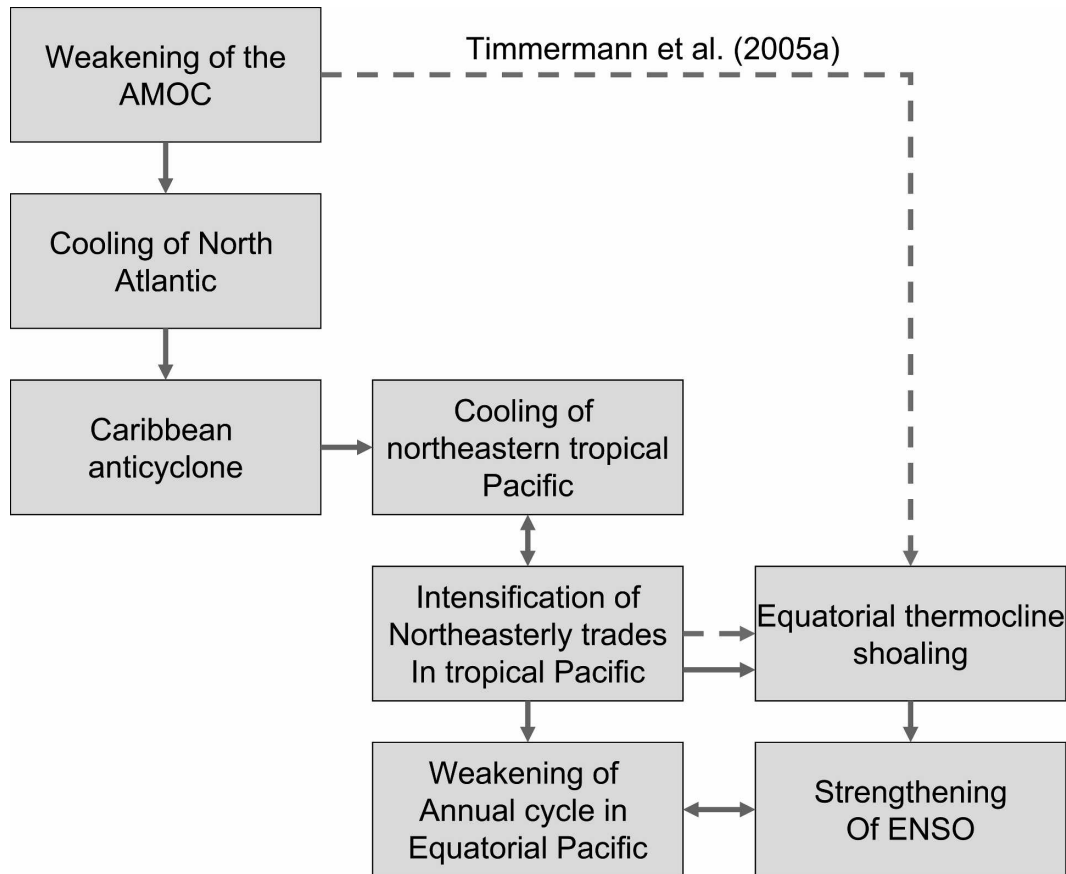 Weakening of the
AMOC
Timmermann et al. (2005a)
Cooling of North
Atlantic
Caribbean
anticyclone
Cooling of
northeastern tropical
Pacific
Intensification of
Northeasterly trades
In tropical Pacific
Equatorial thermocline
shoaling
Weakening of
Annual cycle in
Equatorial Pacific
Strengthening
Of ENSO